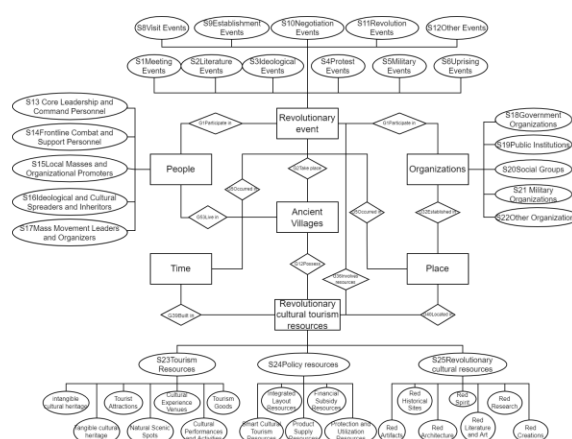 S8Visit Events
S9Establishment
Events
S10Negotiation
Events
S11Revolution
Events
S12Other Events
S1Meeting
Events
S2Literature
Events
S3Ideological
Events
S4Protest
Events
S5Military
Events
S6Uprising
Events
S13 Core Leadership and
Command Personnel
S14Frontline Combat and
Support Personnel
S15Local Masses and
Organizational Promoters
S16Ideological and Cultural
Spreaders and Inheritors
S17Mass Movement Leaders
and Organizers
Revolutionary
event
People
Organizations
Ancient
Villages
Time
Place
Revolutionary
cultural tourism
resources
S18Government
Organizations
S19Public Institutions
S20Social Groups
S21 Military
Organizations
S22Other Organization
S23Tourism
Resources
S24Policy resources
S25Revolutionary
cultural resources
intangible
cultural heritage
Tourist
Attractions
Cultural
Experience
Venues
Tourism
Goods
Tangible cultural
heritage
Natural Scenic
Spots
Cultural
Performances
and Activities
Integrated
Layout
Resources
Financial
Subsidy
Resources
Smart Cultural
Tourism
Resources
Product
Supply
Resources
Protection and
Utilization
Resources
Red
Historical
Sites
Red
Spirit
Red
Research
Red
Artifacts
Red
Architecture
Red
Literature
and Art
Red
Creations